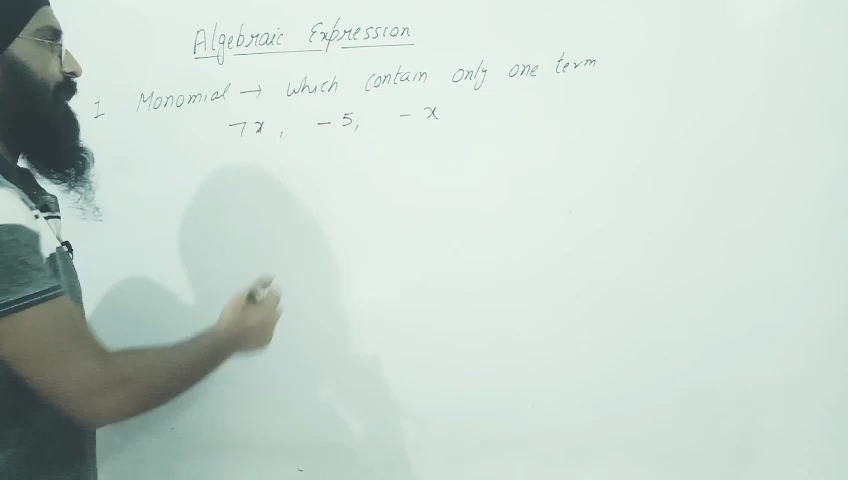 Algebraic Expression
1 Monomial → which contain only one term
7x, -5, -x